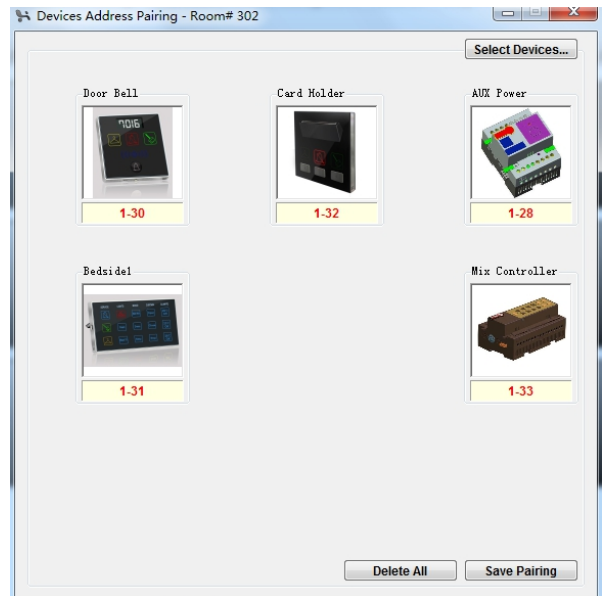 Devices Address Pairing - Room# 302
Select Devices...
Door Bell
Card Holder
AUX Power
7016
1-30
1-32
1-28
Bedside1
Mix Controller
1-31
1-33
Delete All
Save Pairing